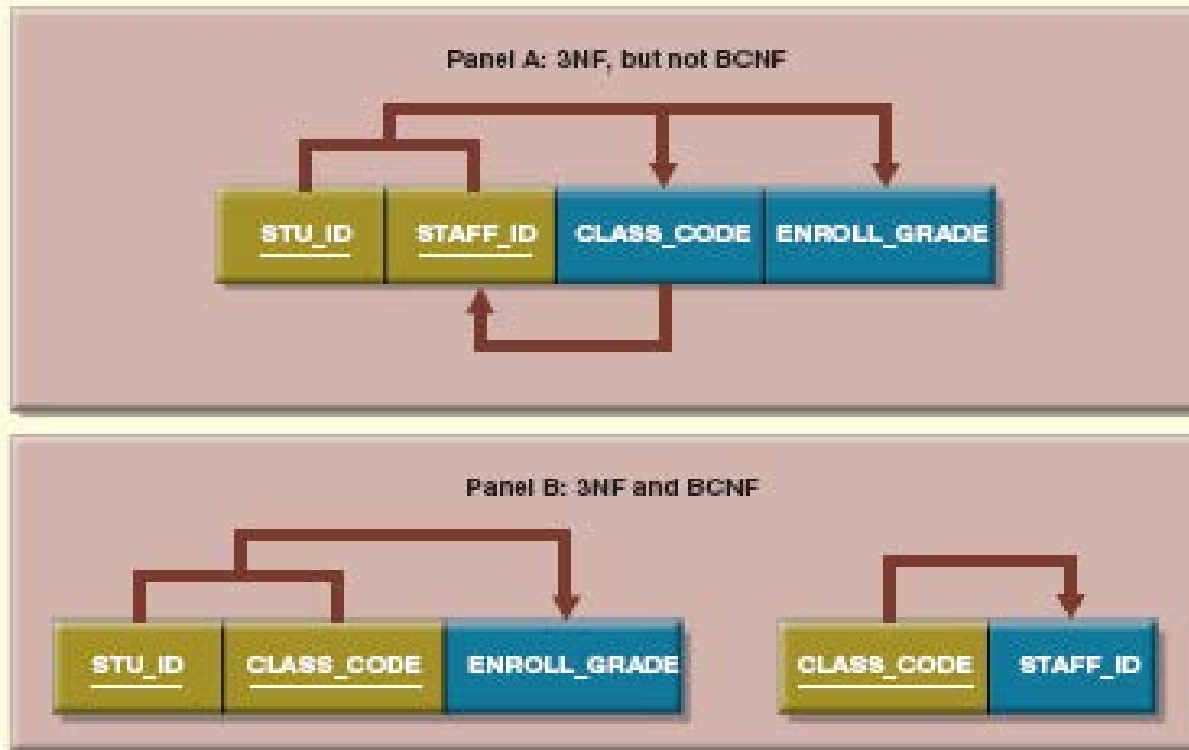 Panel A: 3NF, but not BCNF
STU_ID STAFF_ID CLASS_CODE ENROLL_GRADE
Panel B: 3NF and BCNF
STU_ID CLASS_CODE ENROLL_GRADE CLASS_CODE STAFF_ID